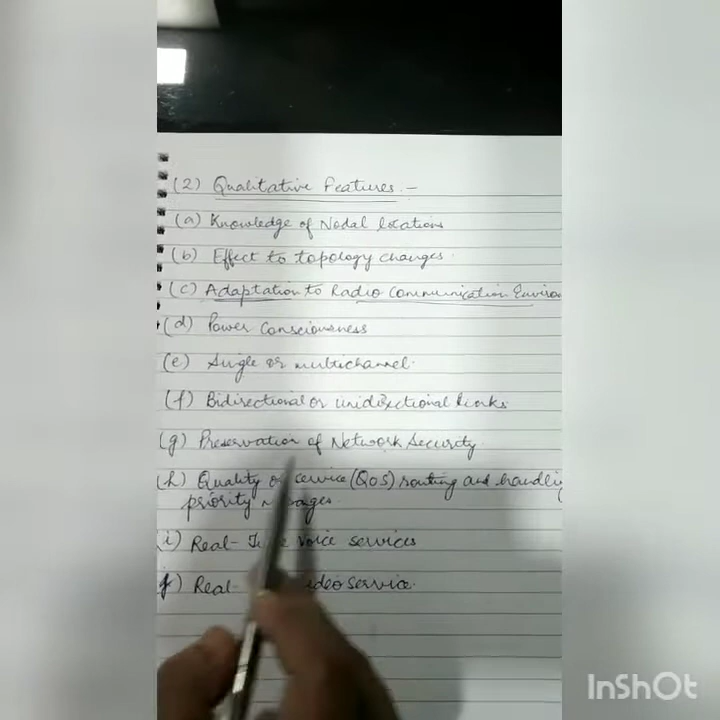 (2) Qualitative Features :-
(a) Knowledge of Nodal locations
(b) Effect to topology changes.
(c) Adaptation to Radio Communication Enviro
(d) Power Consciousness
(e) Single or multichannel.
(f) Bidirectional or unidirectional links
(g) Preservation of Network Security
(h) Quality of service (QoS) routing and handlig
priority
(i) Real- voice services
(j) Real-
InShOt